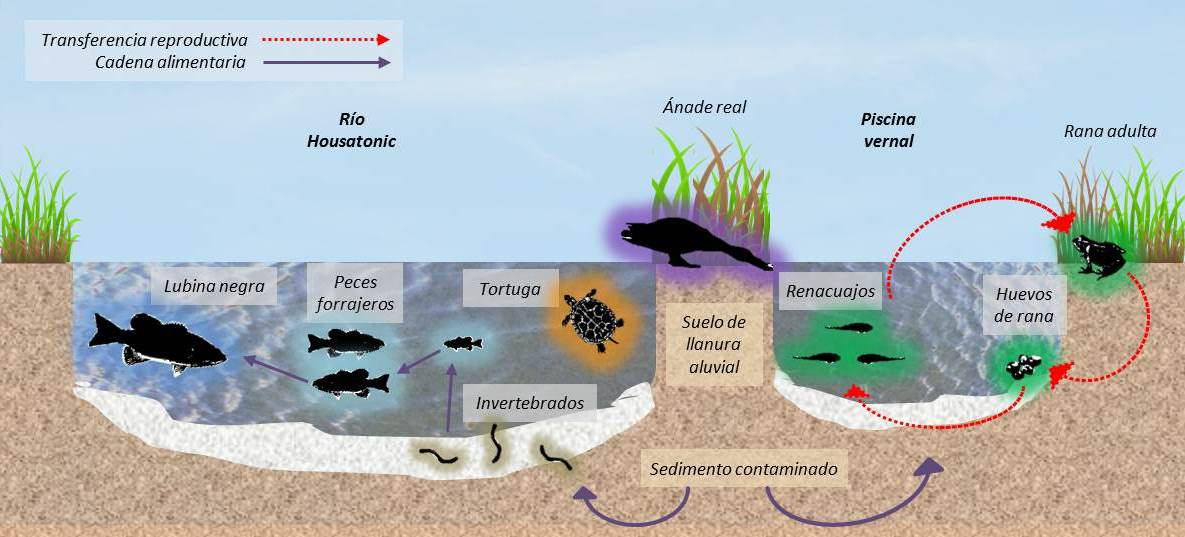 Transferencia reproductiva
Cadena alimentaria
Río
Housatonic
Ánade real
Piscina
vernal
Rana adulta
Lubina negra
Peces
forrajeros
Tortuga
Suelo de
llanura
aluvial
Renacuajos
Huevos
de rana
Invertebrados
Sedimento contaminado